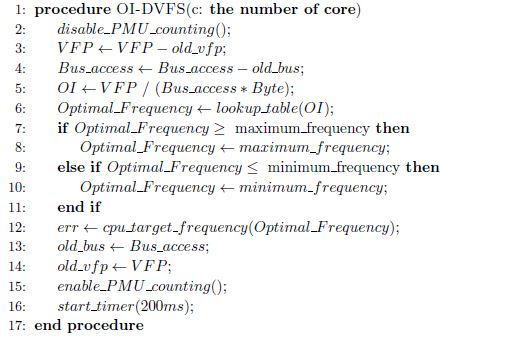 1: procedure OI-DVFS(c: the number of core)
2: disable_PMU_counting();
3: VFP ← VFP − old_vfp;
4: Bus_access ← Bus_access − old_bus;
5: OI ← VFP / (Bus_access ∗ Byte);
6: Optimal_Frequency ← lookup_table(OI);
7: if Optimal_Frequency ≥ maximum_frequency then
8: Optimal_Frequency ← maximum_frequency;
9: else if Optimal_Frequency ≤ minimum_frequency then
10: Optimal_Frequency ← minimum_frequency;
11: end if
12: err ← cpu_target_frequency(Optimal_Frequency);
13: old_bus ← Bus_access;
14: old_vfp ← VFP;
15: enable_PMU_counting();
16: start_timer(200ms);
17: end procedure